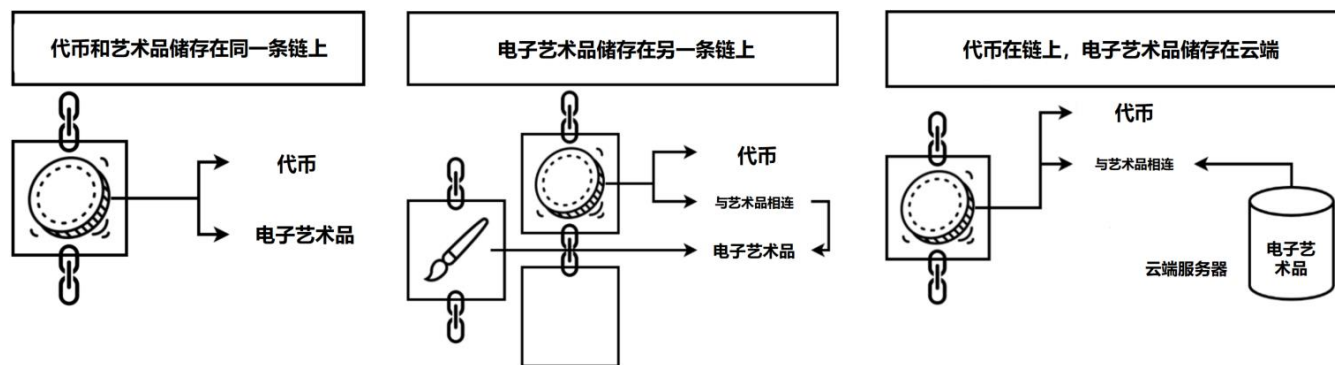 代币和艺术品储存在同一条链上
代币
电子艺术品
电子艺术品储存在另一条链上
代币
与艺术品相连
电子艺术品
代币在链上，电子艺术品储存在云端
代币
与艺术品相连
云端服务器
电子艺
术品